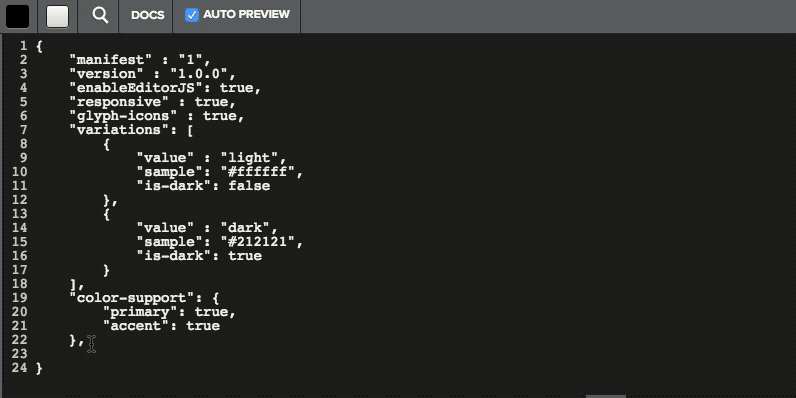 DOCS AUTO PREVIEW
1 {
2 "manifest" : "1",
3 "version" : "1.0.0",
4 "enableEditorJS": true,
5 "responsive" : true,
6 "glyph-icons" : true,
7 "variations": [
8 {
9 "value" : "light",
10 "sample": "#ffffff",
11 "is-dark": false
12 },
13 {
14 "value" : "dark",
15 "sample": "#212121",
16 "is-dark": true
17 }
18 ],
19 "color-support": {
20 "primary": true,
21 "accent": true
22 },
23
24 }